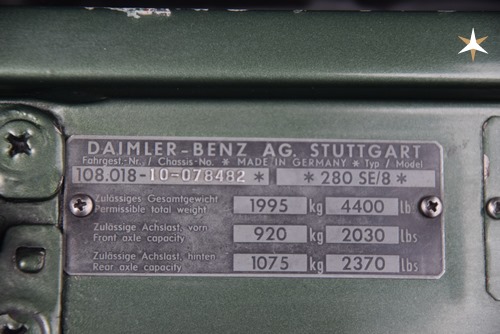 DAIMLER-BENZ AG. STUTTGART
Fahrgest.-Nr. / Chassis-No. * MADE IN GERMANY * Typ / Model
108.018-10-078482 * * 280 SE/8 *
Zulässiges Gesamtgewicht
Permissible total weight 1995 kg 4400 lb
Zulässige Achslast, vorn
Front axle capacity 920 kg 2030 lbs
Zulässige Achslast, hinten
Rear axle capacity 1075 kg 2370 lbs